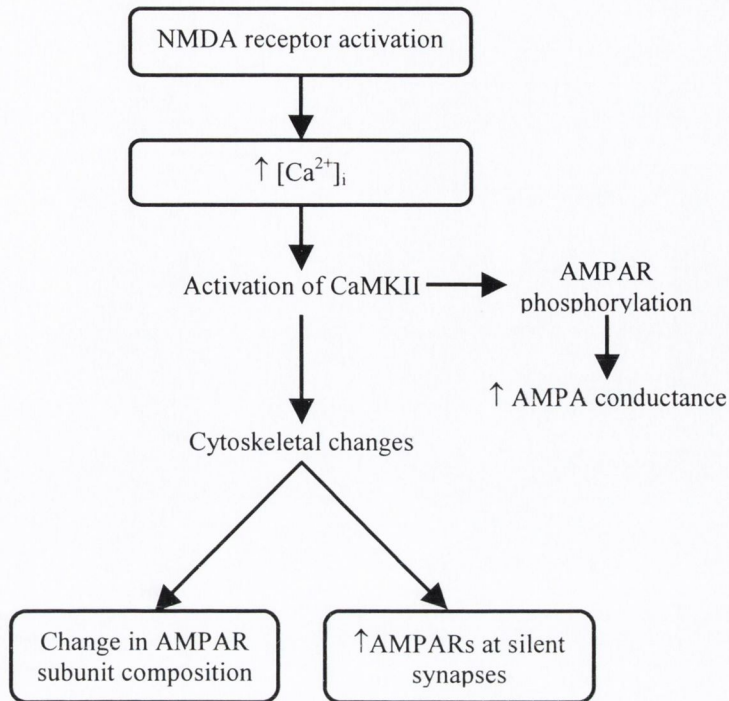 NMDA receptor activation
↑ [Ca²⁺]ᵢ
Activation of CaMKII
AMPAR
phosphorylation
↑ AMPA conductance
Cytoskeletal changes
Change in AMPAR
subunit composition
↑AMPARs at silent
synapses